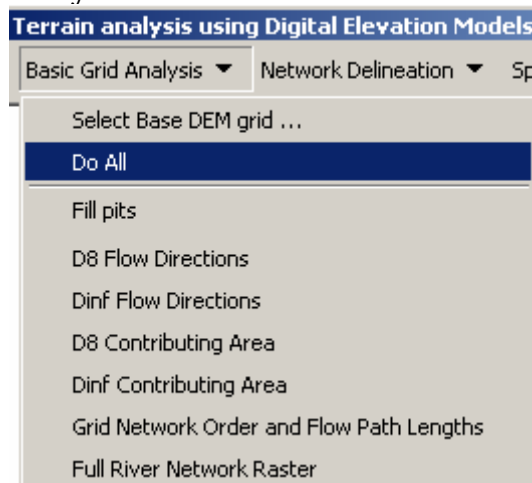 Terrain analysis using Digital Elevation Models
Basic Grid Analysis Network Delineation Sp
Select Base DEM grid ...
Do All
Fill pits
D8 Flow Directions
Dinf Flow Directions
D8 Contributing Area
Dinf Contributing Area
Grid Network Order and Flow Path Lengths
Full River Network Raster